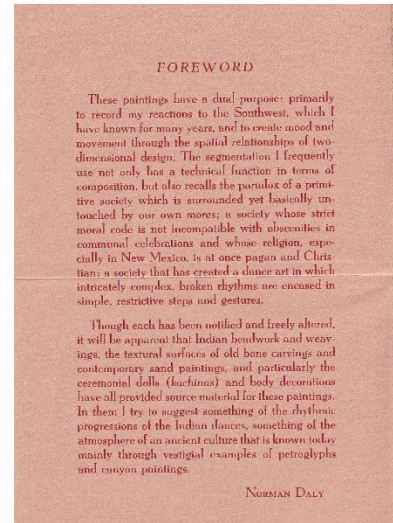 FOREWORD
These paintings have a dual purpose: primarily
to record my reactions to the Southwest, which I
have known for many years, and to create mood and
movement through the spatial relationships of two-
dimensional design. The segmentation I frequently
use not only has a technical function in terms of
composition, but also recalls the paradox of a primi-
tive society which is surrounded yet basically un-
touched by our own mores; a society whose strict
moral code is not incompatible with obscenities in
communal celebrations and whose religion, espe-
cially in New Mexico, is at once pagan and Chris-
tian; a society that has created a dance art in which
intricately complex, broken rhythms are encased in
simple, restrictive steps and gestures.
Though each has been notified and freely altered,
it will be apparent that Indian beadwork and weav-
ings, the textural surfaces of old bone carvings and
contemporary sand paintings, and particularly the
ceremonial dolls (kachinas) and body decorations
have all provided source material for these paintings.
In them I try to suggest something of the rhythmic
progressions of the Indian dances, something of the
atmosphere of an ancient culture that is known today
mainly through vestigial examples of petroglyphs
and canyon paintings.
NORMAN DALY